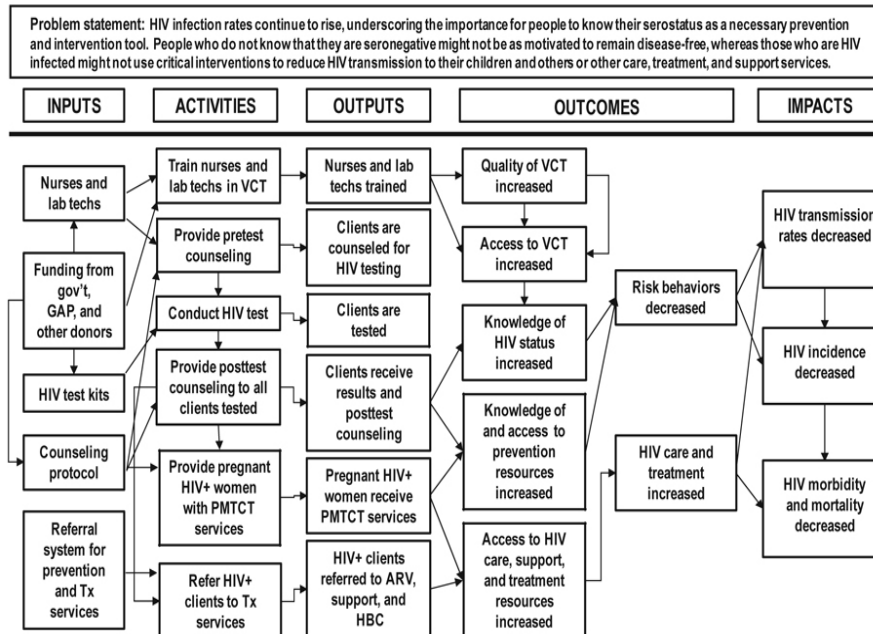 Problem statement: HIV infection rates continue to rise, underscoring the importance for people to know their serostatus as a necessary prevention
and intervention tool. People who do not know that they are seronegative might not be as motivated to remain disease-free, whereas those who are HIV
infected might not use critical interventions to reduce HIV transmission to their children and others or other care, treatment, and support services.
INPUTS
ACTIVITIES
OUTPUTS
OUTCOMES
IMPACTS
Nurses and
lab techs
Funding from
gov't,
GAP, and
other donors
HIV test kits
Counseling
protocol
Referral
system for
prevention
and Tx
services
Train nurses and
lab techs in VCT
Provide pretest
counseling
Conduct HIV test
Provide posttest
counseling to all
clients tested
Provide pregnant
HIV+ women
with PMTCT
services
Refer HIV+
clients to Tx
services
Nurses and lab
techs trained
Clients are
counseled for
HIV testing
Clients are
tested
Clients receive
results and
posttest
counseling
Pregnant HIV+
women receive
PMTCT services
HIV+ clients
referred to ARV,
support, and
HBC
Quality of VCT
increased
Access to VCT
increased
Knowledge of
HIV status
increased
Knowledge of
and access to
prevention
resources
increased
Access to HIV
care, support,
and treatment
resources
increased
Risk behaviors
decreased
HIV care and
treatment
increased
HIV transmission
rates decreased
HIV incidence
decreased
HIV morbidity
and mortality
decreased